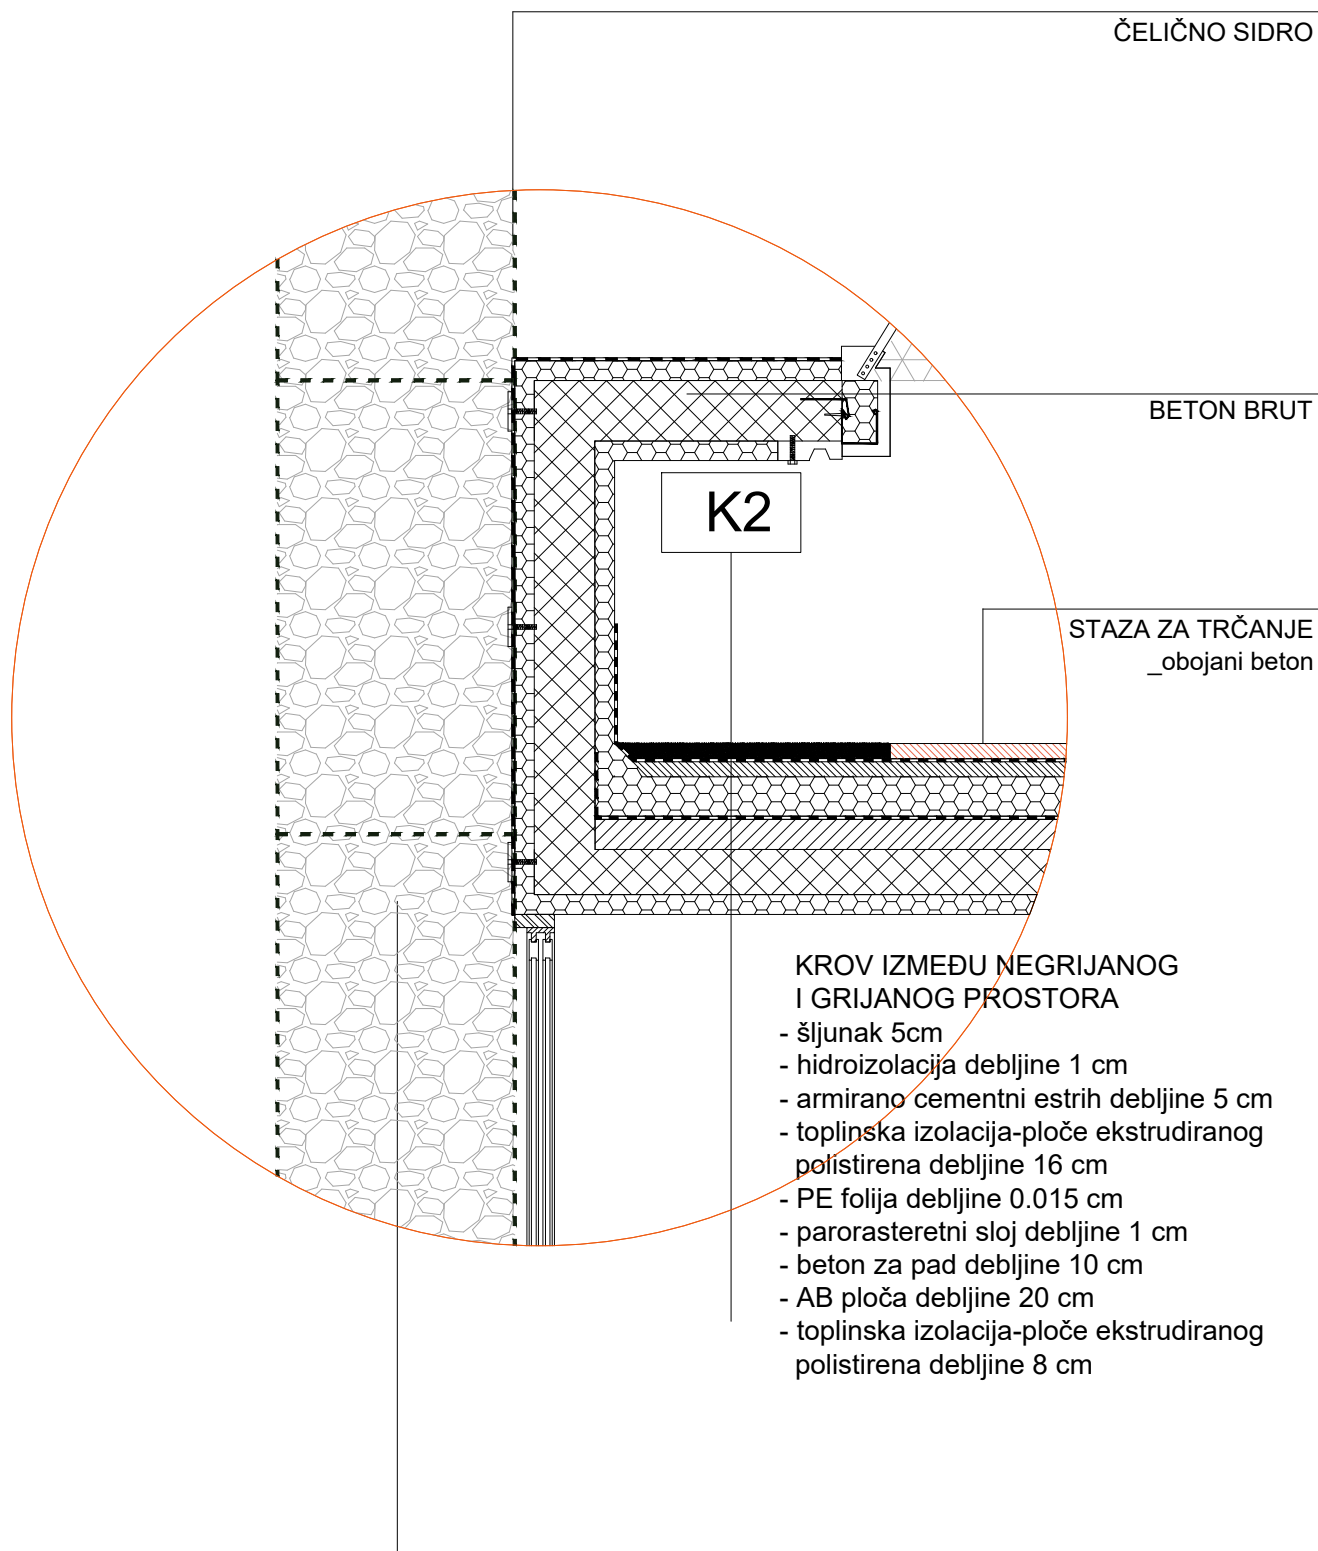 ČELIČNO SIDRO
BETON BRUT
K2
STAZA ZA TRČANJE
_obojani beton
KROV IZMEĐU NEGRIJANOG
I GRIJANOG PROSTORA
- šljunak 5cm
- hidroizolacija debljine 1 cm
- armirano cementni estrih debljine 5 cm
- toplinska izolacija-ploče ekstrudiranog
polistirena debljine 16 cm
- PE folija debljine 0.015 cm
- parorasteretni sloj debljine 1 cm
- beton za pad debljine 10 cm
- AB ploča debljine 20 cm
- toplinska izolacija-ploče ekstrudiranog
polistirena debljine 8 cm